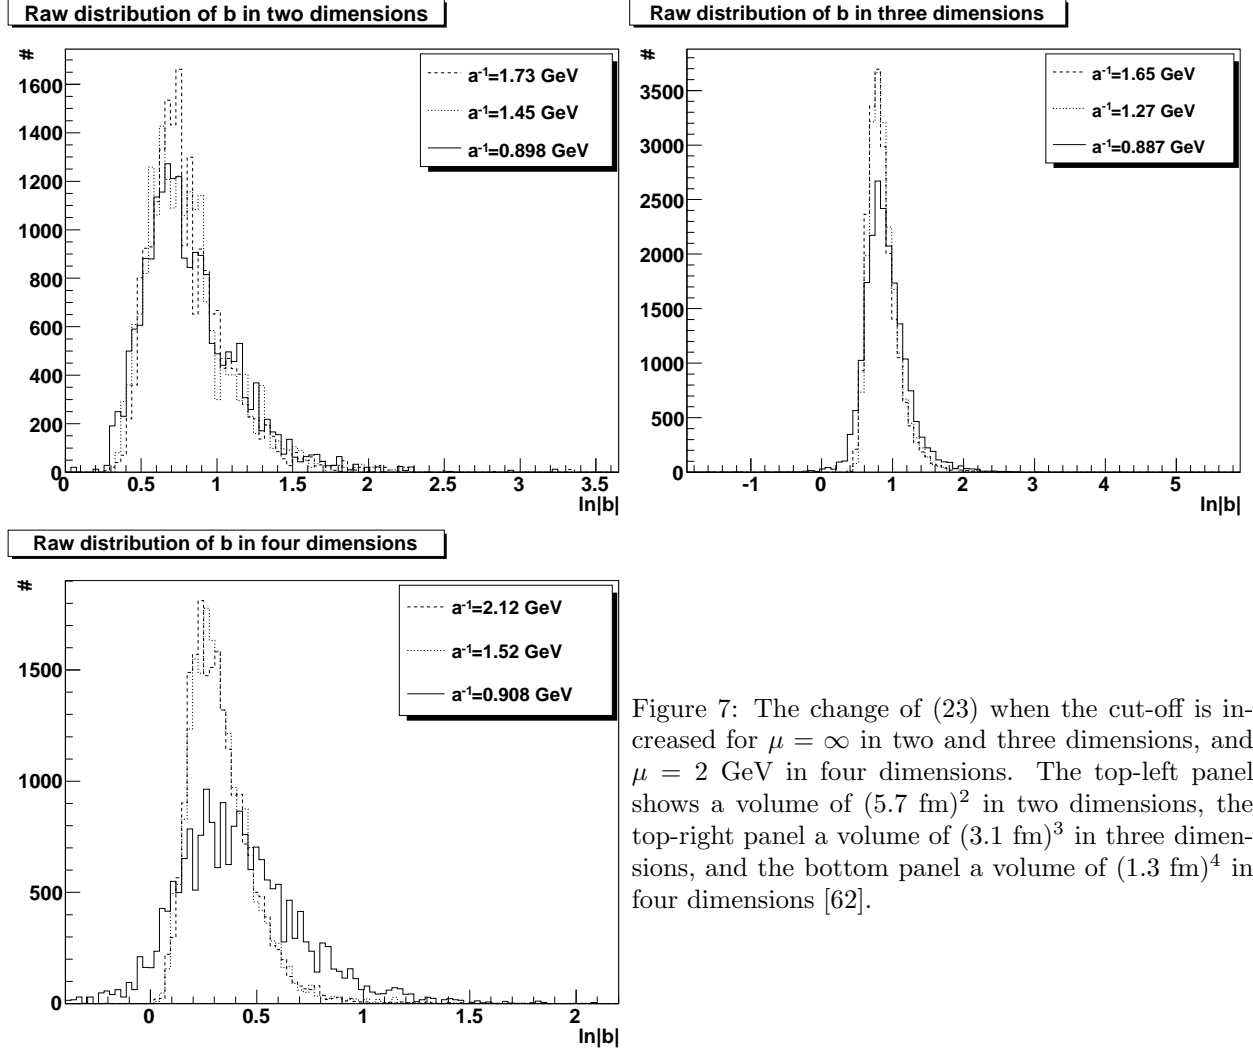 Raw distribution of b in two dimensions
#
1600
1400
1200
1000
800
600
400
200
0
a-1=1.73 GeV
a-1=1.45 GeV
a-1=0.898 GeV
0 0.5 1 1.5 2 2.5 3 3.5
ln|b|
Raw distribution of b in three dimensions
#
3500
3000
2500
2000
1500
1000
500
0
a-1=1.65 GeV
a-1=1.27 GeV
a-1=0.887 GeV
-1 0 1 2 3 4 5
ln|b|
Raw distribution of b in four dimensions
#
1500
1000
500
0
a-1=2.12 GeV
a-1=1.52 GeV
a-1=0.908 GeV
0 0.5 1 1.5 2
ln|b|
Figure 7: The change of (23) when the cut-off is in-
creased for μ = ∞ in two and three dimensions, and
μ = 2 GeV in four dimensions. The top-left panel
shows a volume of (5.7 fm)2 in two dimensions, the
top-right panel a volume of (3.1 fm)3 in three dimen-
sions, and the bottom panel a volume of (1.3 fm)4 in
four dimensions [62].